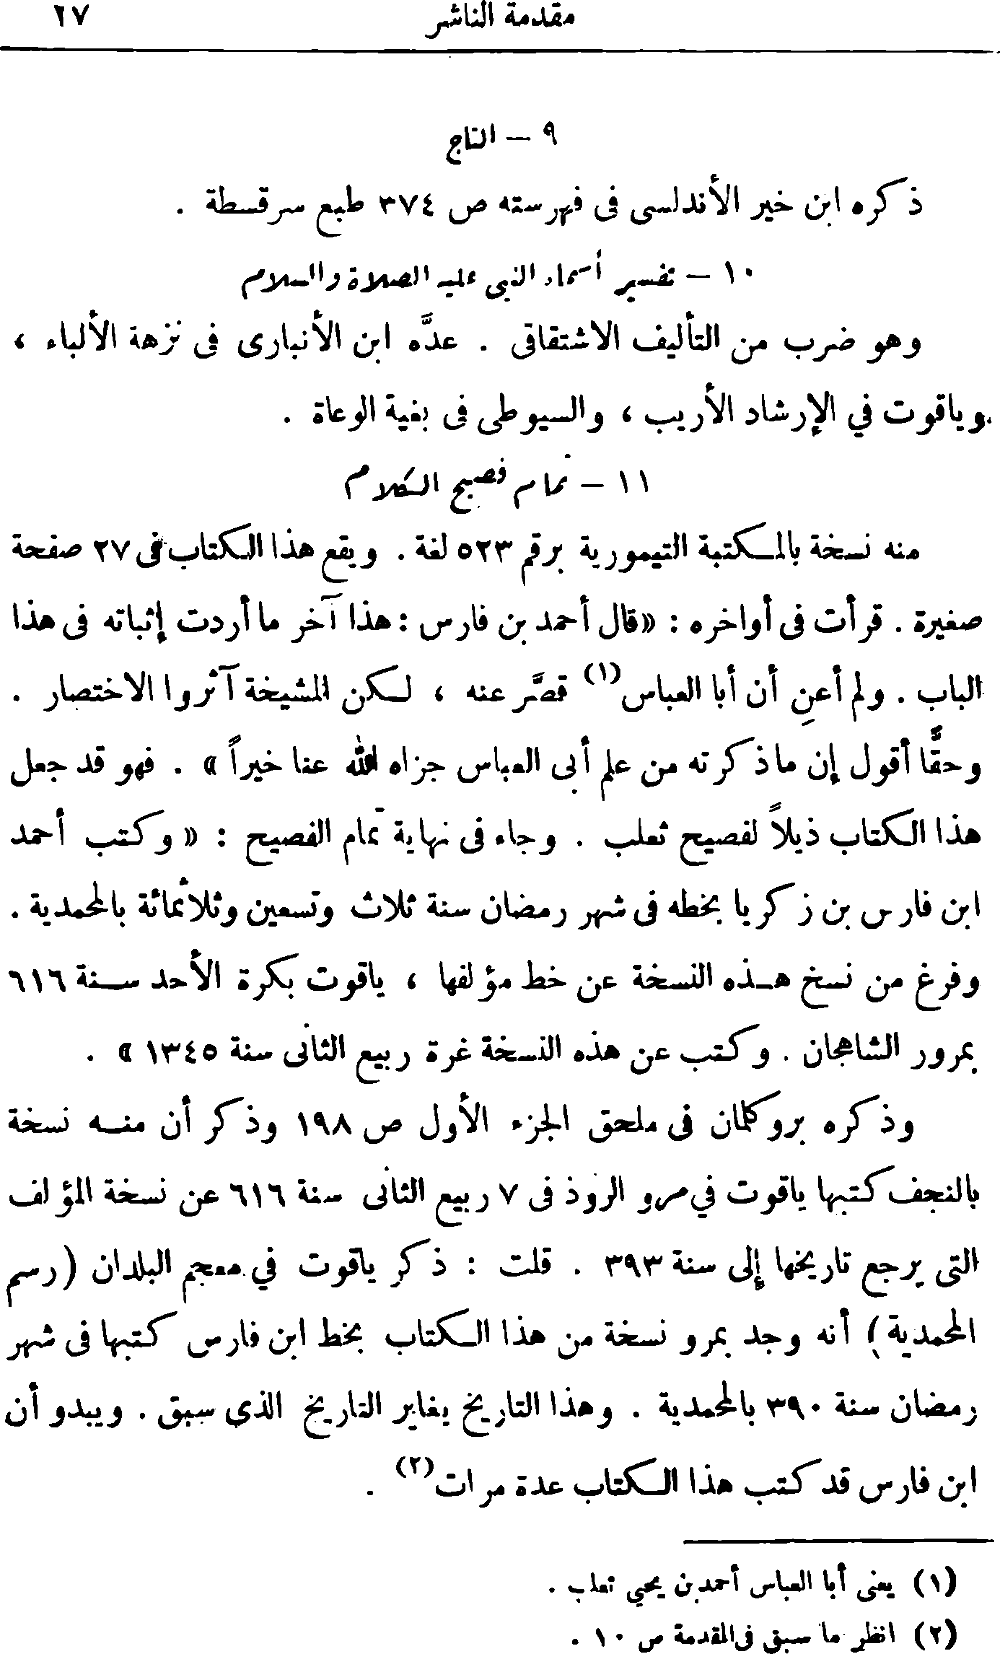 مقدمة الناشر ٢٧
٩ – التاج
ذكره ابن خير الأندلسى فى فهرسته ص ٣٧٤ طبع سرقسطة .
١٠ – تفسير أسماء النبى عليه الصلاة والسلام
وهو ضرب من التأليف الاشتقاقى . عدَّه ابن الأنبارى فى نزهة الألباء ،
وياقوت في الإرشاد الأريب ، والسيوطى فى بغية الوعاة .
١١ – تمام فصيح الكلام
منه نسخة بالمكتبة التيمورية برقم ٥٢٣ لغة . ويقع هذا الكتاب فى ٢٧ صفحة
صغيرة . قرأت فى أواخره : «قال أحمد بن فارس : هذا آخر ما أردت إثباته فى هذا
الباب . ولم أعنِ أن أبا العباس(١) قصَّر عنه ، لكن المشيخة آثروا الاختصار .
وحقًّا أقول إن ما ذكرته من علم أبى العباس جزاه الله عنا خيراً » . فهو قد جعل
هذا الكتاب ذيلاً لفصيح ثعلب . وجاء فى نهاية تمام الفصيح : « وكتب أحمد
ابن فارس بن زكريا بخطه فى شهر رمضان سنة ثلاث وتسعين وثلاثمائة بالمحمدية .
وفرغ من نسخ هذه النسخة عن خط مؤلفها ، ياقوت بكرة الأحد سنة ٦١٦
بمرور الشاهجان . وكتب عن هذه النسخة غرة ربيع الثانى سنة ١٣٤٥ » .
وذكره بروكلمان فى ملحق الجزء الأول ص ١٩٨ وذكر أن منه نسخة
بالنجف كتبها ياقوت في مرو الروذ فى ٧ ربيع الثانى سنة ٦١٦ عن نسخة المؤلف
التى يرجع تاريخها إلى سنة ٣٩٣ . قلت : ذكر ياقوت في معجم البلدان (رسم
المحمدية) أنه وجد بمرو نسخة من هذا الكتاب بخط ابن فارس كتبها فى شهر
رمضان سنة ٣٩٠ بالمحمدية . وهذا التاريخ يغاير التاريخ الذي سبق . ويبدو أن
ابن فارس قد كتب هذا الكتاب عدة مرات(٢) .
(١) يعنى أبا العباس أحمد بن يحيي ثعلب .
(٢) انظر ما سبق فى المقدمة ص ١٠ .